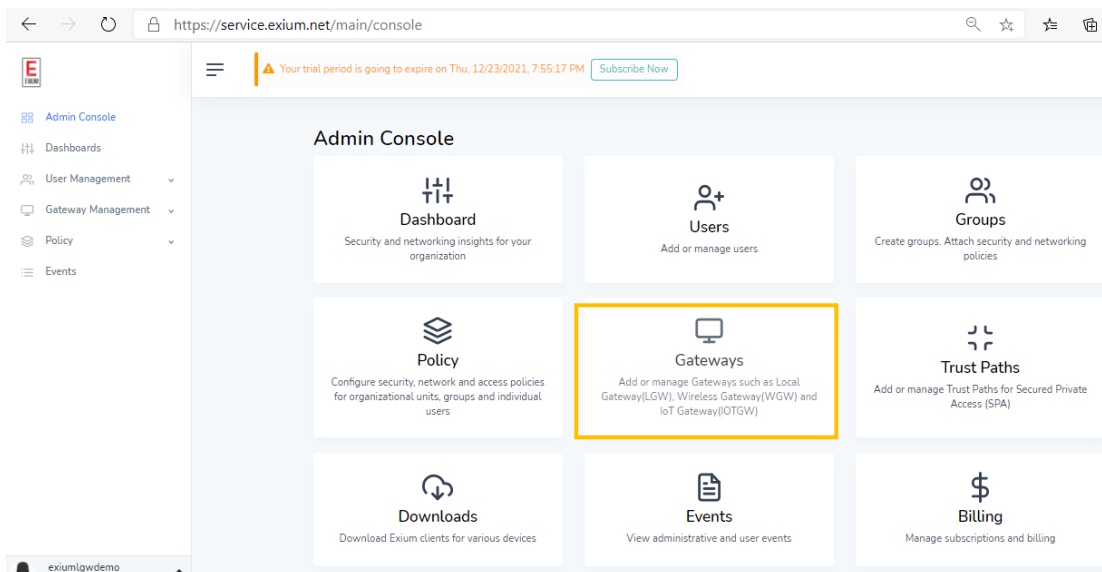 https://service.exium.net/main/console
E
EXIUM
Your trial period is going to expire on Thu, 12/23/2021, 7:55:17 PM
Subscribe Now
Admin Console
Dashboards
User Management
Gateway Management
Policy
Events
exiumlgwdemo
Admin Console
Dashboard
Security and networking insights for your
organization
Users
Add or manage users
Groups
Create groups. Attach security and networking
policies
Policy
Configure security, network and access policies
for organizational units, groups and individual
users
Gateways
Add or manage Gateways such as Local
Gateway(LGW), Wireless Gateway(WGW) and
IoT Gateway(IOTGW)
Trust Paths
Add or manage Trust Paths for Secured Private
Access (SPA)
Downloads
Download Exium clients for various devices
Events
View administrative and user events
Billing
Manage subscriptions and billing